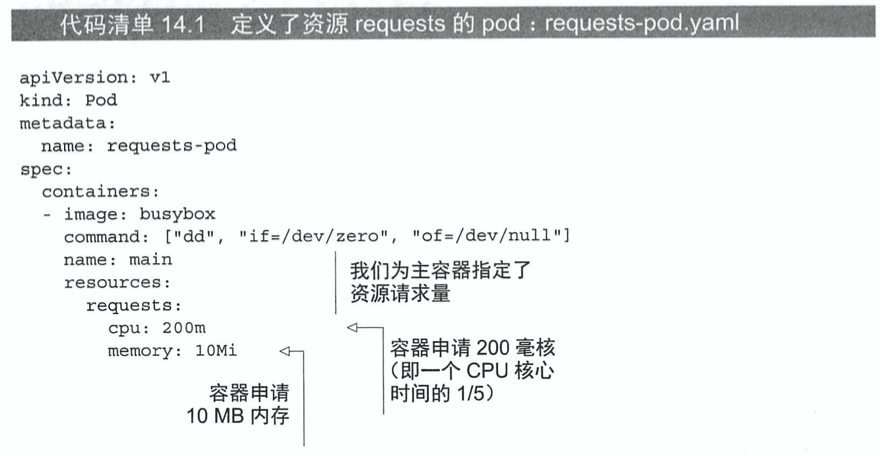 代码清单 14.1 定义了资源 requests 的 pod：requests-pod.yaml
apiVersion: v1
kind: Pod
metadata:
  name: requests-pod
spec:
  containers:
  - image: busybox
    command: ["dd", "if=/dev/zero", "of=/dev/null"]
    name: main
    resources:
      requests:
        cpu: 200m
        memory: 10Mi
我们为主容器指定了
资源请求量
容器申请 200 毫核
（即一个 CPU 核心
时间的 1/5）
容器申请
10 MB 内存